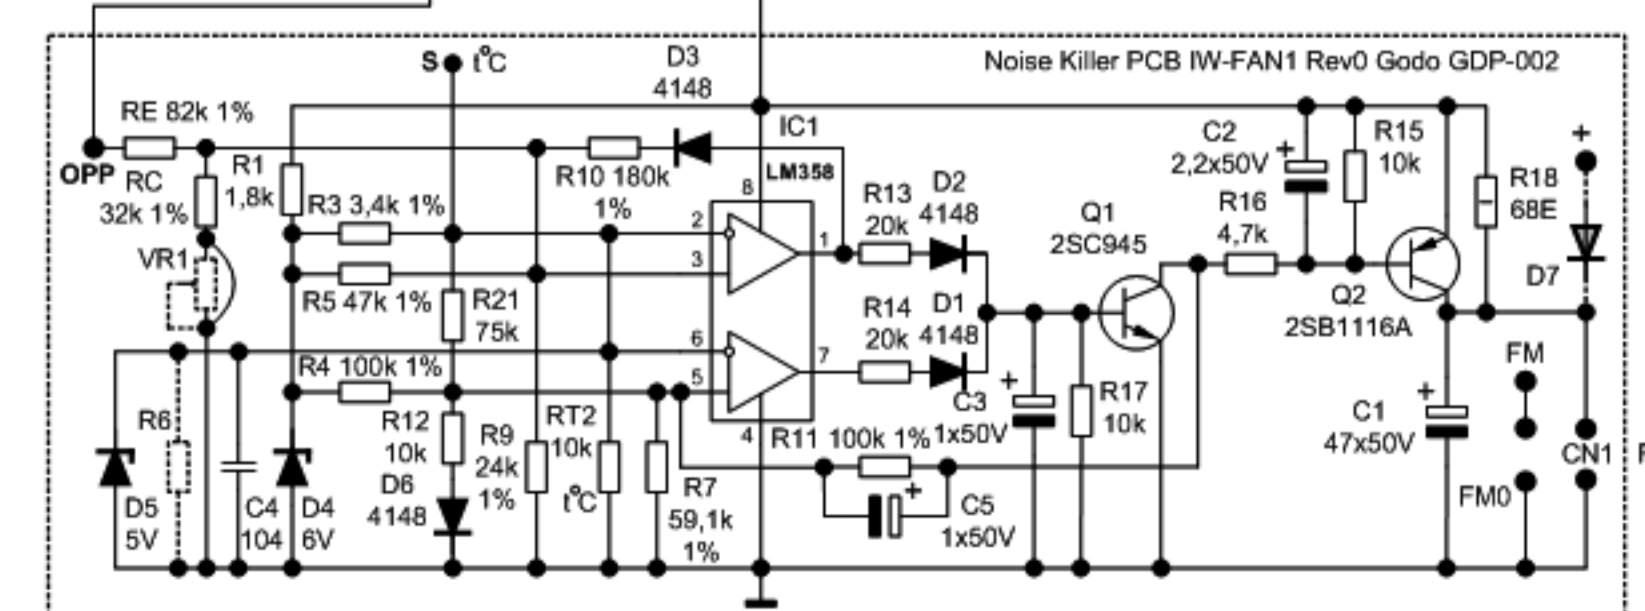 Noise Killer PCB IW-FAN1 Rev0 Godo GDP-002
S t°C
D3
4148
RE 82k 1%
OPP
RC
32k 1%
R1
1,8k
R3 3,4k 1%
R10 180k
1%
IC1
LM358
8
2
3
1
6
5
7
4
VR1
R5 47k 1%
R21
75k
R4 100k 1%
R13
20k
D2
4148
R14
20k
D1
4148
Q1
2SC945
C2
2,2x50V
+
R15
10k
R16
4,7k
Q2
2SB1116A
R18
68E
+
D7
R6
D5
5V
C4
104
D4
6V
R12
10k
D6
4148
R9
24k
1%
RT2
10k
t°C
R7
59,1k
1%
R11 100k 1%
+
C5
1x50V
+
C3
1x50V
R17
10k
+
C1
47x50V
FM
FM0
CN1